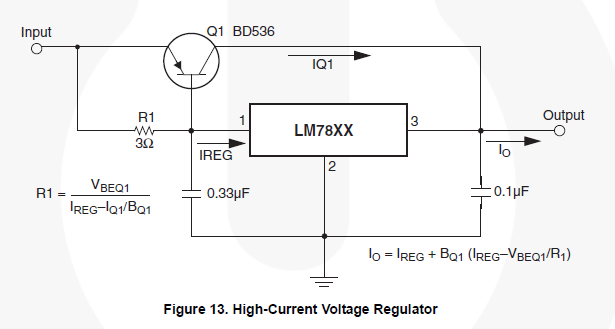 Input
Q1 BD536
IQ1
R1
3Ω
1
LM78XX
3
Output
IREG
2
IO
R1 = VBEQ1 / IREG–IQ1/BQ1
0.33μF
0.1μF
IO = IREG + BQ1 (IREG–VBEQ1/R1)
Figure 13. High-Current Voltage Regulator